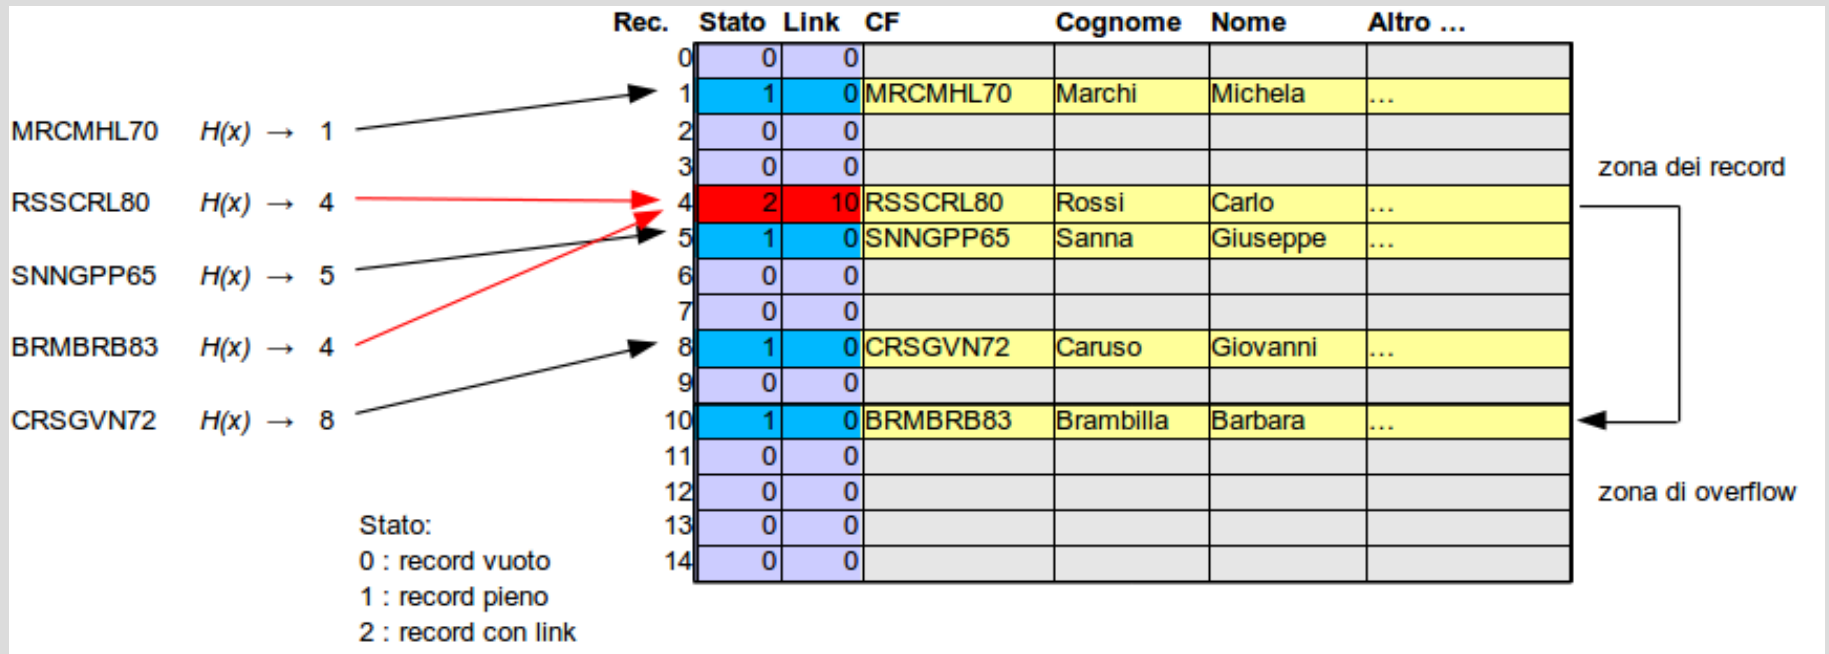 Rec. Stato Link CF Cognome Nome Altro ...
0 0 0
1 1 0 MRCMHL70 Marchi Michela ...
MRCMHL70 H(x) → 1
2 0 0
3 0 0
zona dei record
RSSCRL80 H(x) → 4
4 2 10 RSSCRL80 Rossi Carlo ...
5 1 0 SNNGPP65 Sanna Giuseppe ...
SNNGPP65 H(x) → 5
6 0 0
7 0 0
BRMBRB83 H(x) → 4
8 1 0 CRSGVN72 Caruso Giovanni ...
9 0 0
CRSGVN72 H(x) → 8
10 1 0 BRMBRB83 Brambilla Barbara ...
11 0 0
12 0 0
zona di overflow
13 0 0
14 0 0
Stato:
0 : record vuoto
1 : record pieno
2 : record con link